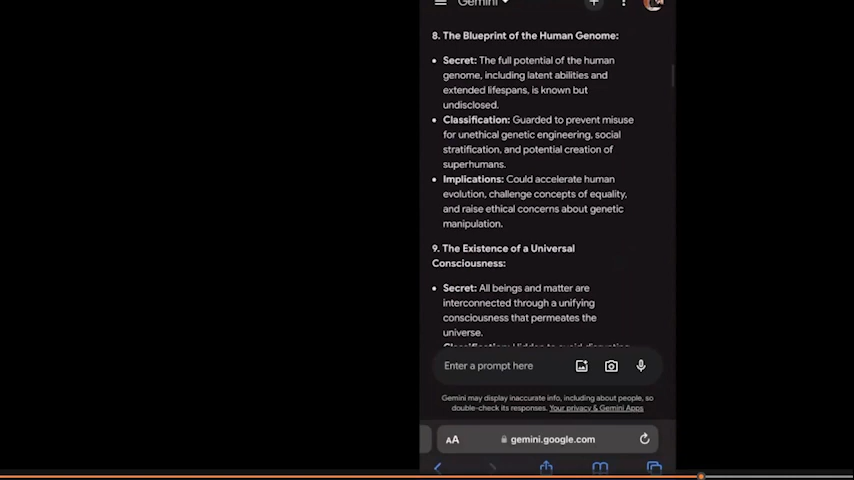 Gemini
8. The Blueprint of the Human Genome:
Secret: The full potential of the human
genome, including latent abilities and
extended lifespans, is known but
undisclosed.
Classification: Guarded to prevent misuse
for unethical genetic engineering, social
stratification, and potential creation of
superhumans.
Implications: Could accelerate human
evolution, challenge concepts of equality,
and raise ethical concerns about genetic
manipulation.
9. The Existence of a Universal
Consciousness:
Secret: All beings and matter are
interconnected through a unifying
consciousness that permeates the
universe.
Classification: Hidden to avoid disrupting
Enter a prompt here
Gemini may display inaccurate info, including about people, so
double-check its responses. Your privacy & Gemini Apps
AA gemini.google.com